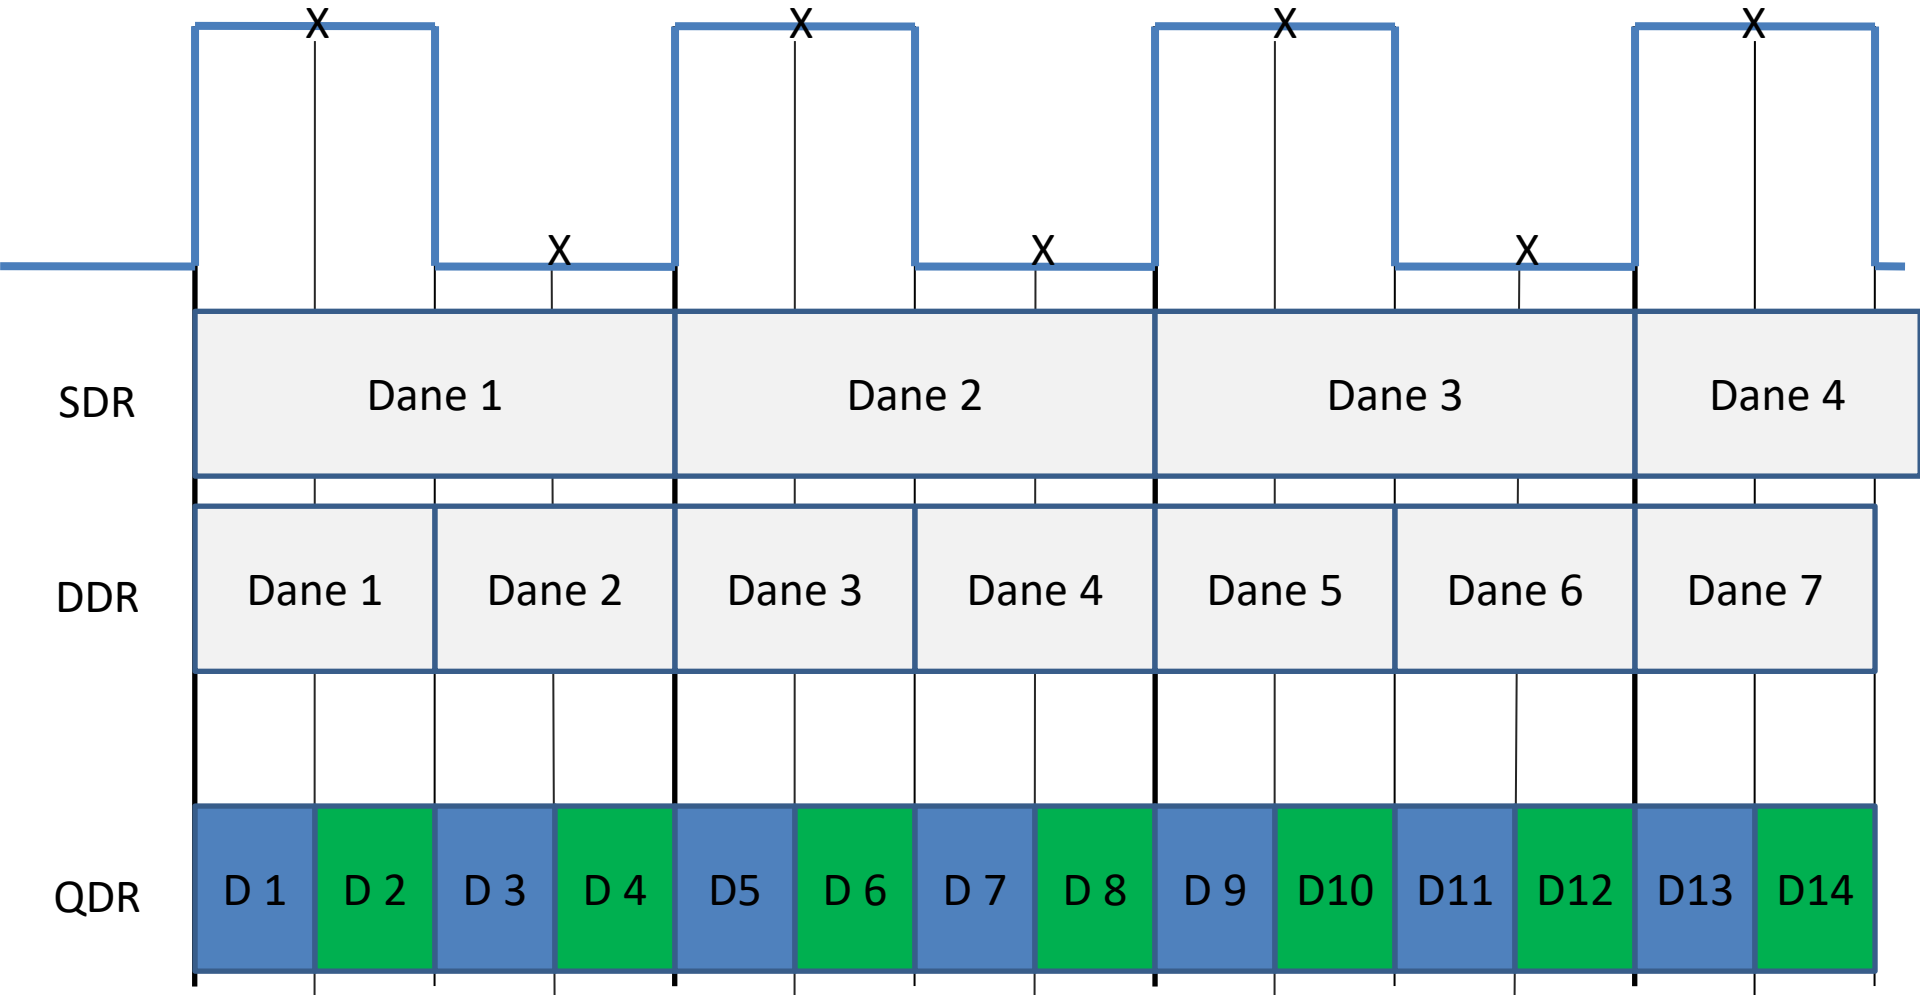 X X X X
X X X
SDR Dane 1 Dane 2 Dane 3 Dane 4
DDR Dane 1 Dane 2 Dane 3 Dane 4 Dane 5 Dane 6 Dane 7
QDR D 1 D 2 D 3 D 4 D5 D 6 D 7 D 8 D 9 D10 D11 D12 D13 D14